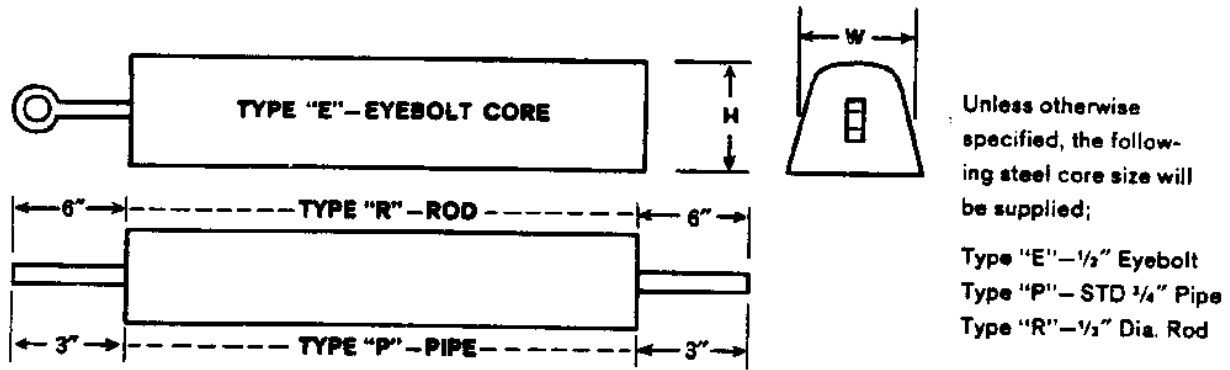 W
TYPE "E"–EYEBOLT CORE
H
Unless otherwise
specified, the follow-
ing steel core size will
be supplied;
6"
TYPE "R"–ROD
6"
Type "E"–1/2" Eyebolt
Type "P"– STD 3/4" Pipe
Type "R"–1/2" Dia. Rod
3"
TYPE "P"–PIPE
3"